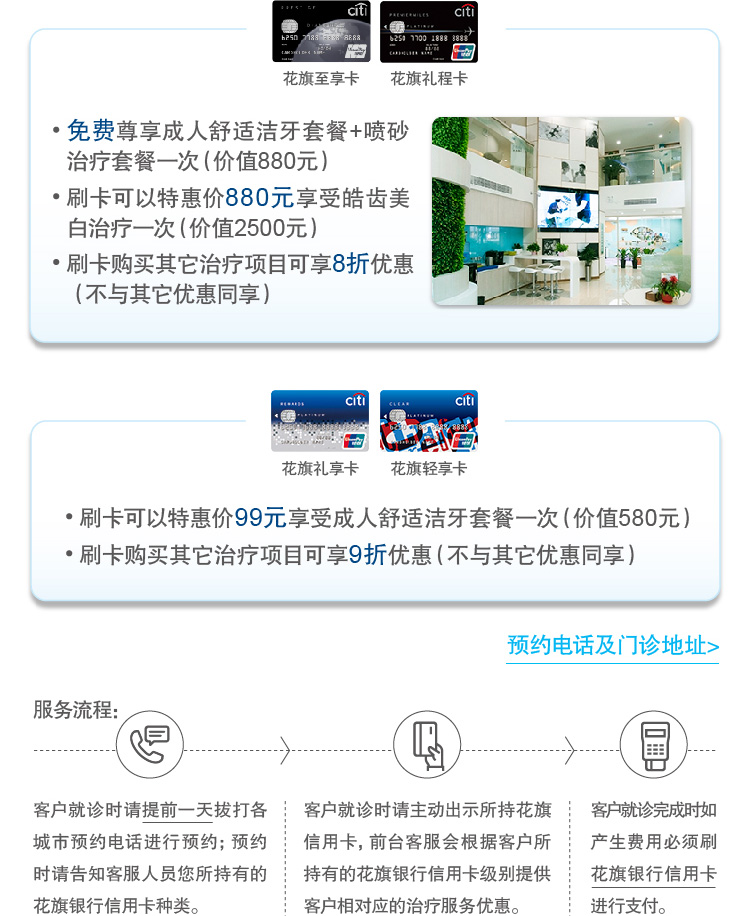 citi
citi
PREMIERMILES
PLATINUM
花旗至享卡
花旗礼程卡
• 免费尊享成人舒适洁牙套餐+喷砂
治疗套餐一次(价值880元)
• 刷卡可以特惠价880元享受皓齿美
白治疗一次(价值2500元)
• 刷卡购买其它治疗项目可享8折优惠
(不与其它优惠同享)
REWARDS
citi
PLATINUM
CLEAR
citi
PLATINUM
花旗礼享卡
花旗轻享卡
• 刷卡可以特惠价99元享受成人舒适洁牙套餐一次(价值580元)
• 刷卡购买其它治疗项目可享9折优惠(不与其它优惠同享)
预约电话及门诊地址>
服务流程:
客户就诊时请提前一天拨打各
城市预约电话进行预约; 预约
时请告知客服人员您所持有的
花旗银行信用卡种类。
客户就诊时请主动出示所持花旗
信用卡, 前台客服会根据客户所
持有的花旗银行信用卡级别提供
客户相对应的治疗服务优惠。
客户就诊完成时如
产生费用必须刷
花旗银行信用卡
进行支付。